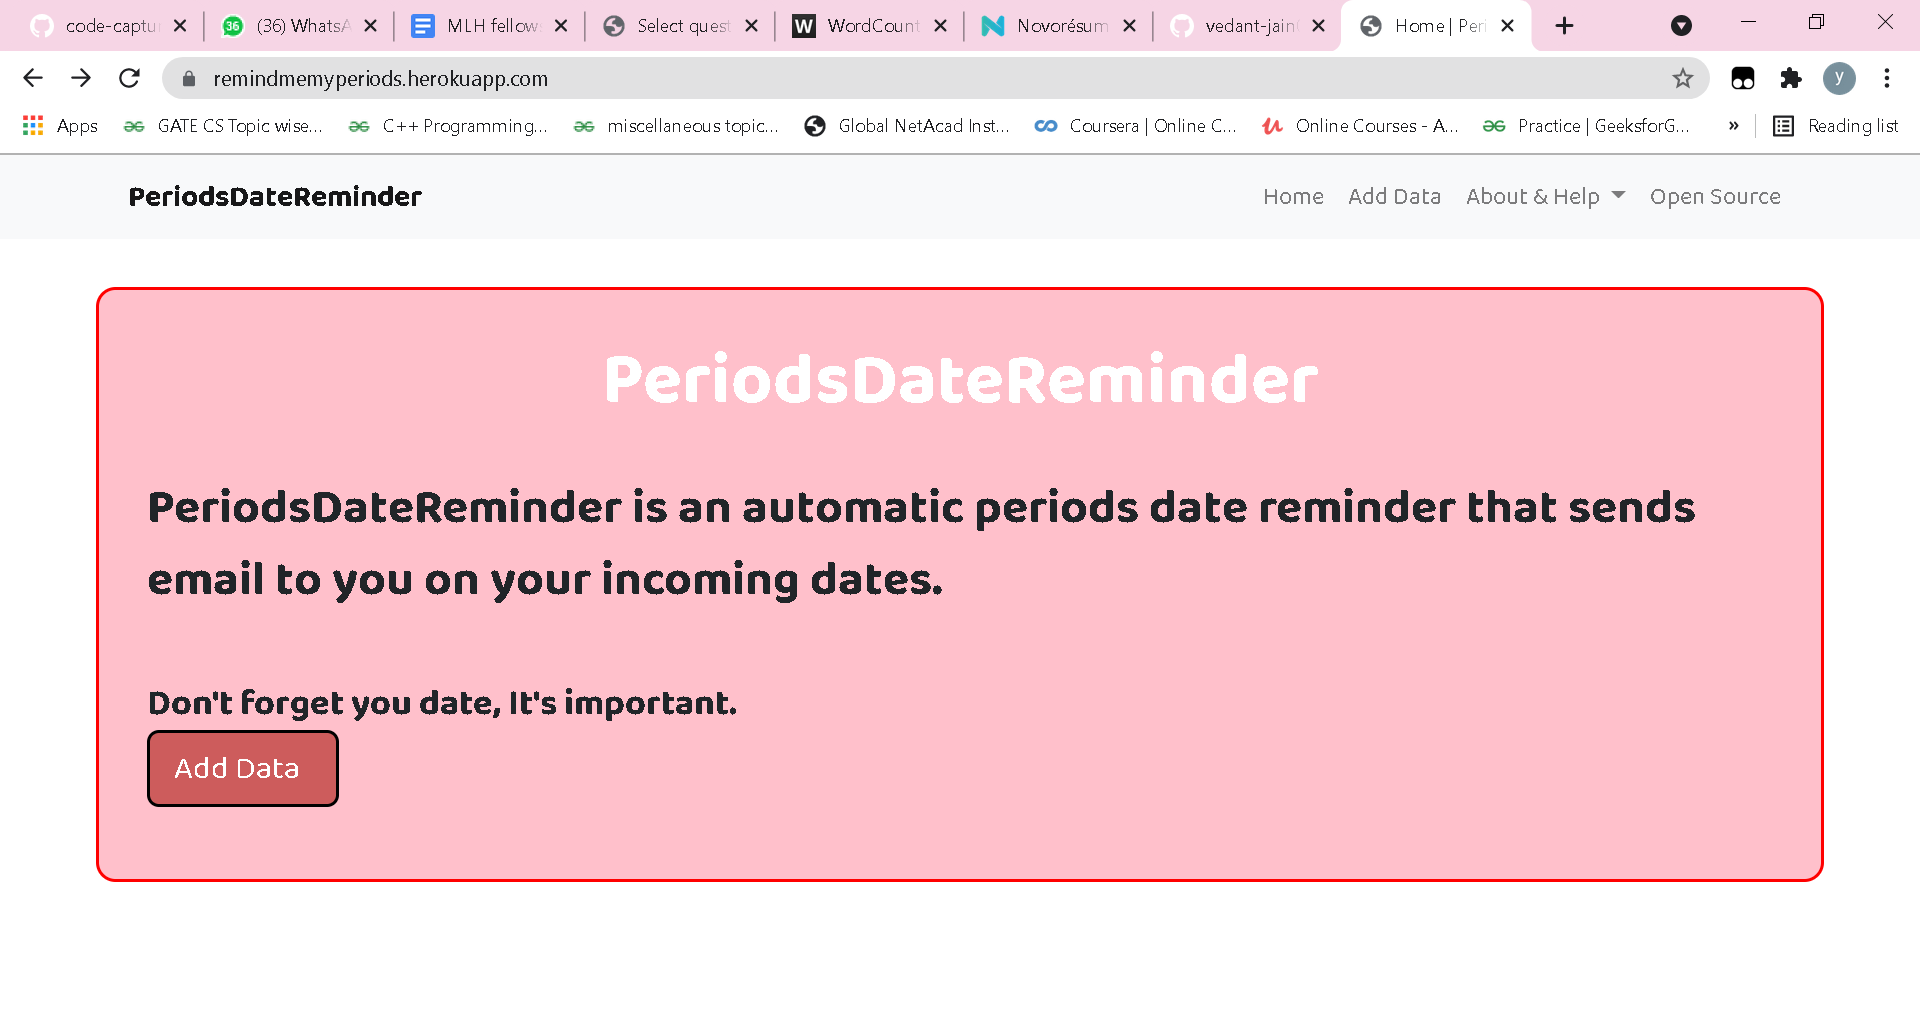 code-captu (36) WhatsA MLH fellow Select quest WordCount Novorésum vedant-jain Home | Peri
remindmemyperiods.herokuapp.com y
Apps GATE CS Topic wise... C++ Programming... miscellaneous topic... Global NetAcad Inst... Coursera | Online C... Online Courses - A... Practice | GeeksforG... » Reading list
PeriodsDateReminder Home Add Data About & Help Open Source
PeriodsDateReminder
PeriodsDateReminder is an automatic periods date reminder that sends
email to you on your incoming dates.
Don't forget you date, It's important.
Add Data